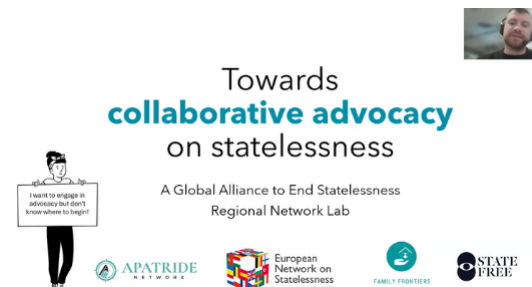 Towards
collaborative advocacy
on statelessness
A Global Alliance to End Statelessness
Regional Network Lab
I want to engage in
advocacy but don't
know where to begin!
APATRIDE
NETWORK
European
Network on
Statelessness
FAMILY FRONTIERS
STATE
FREE